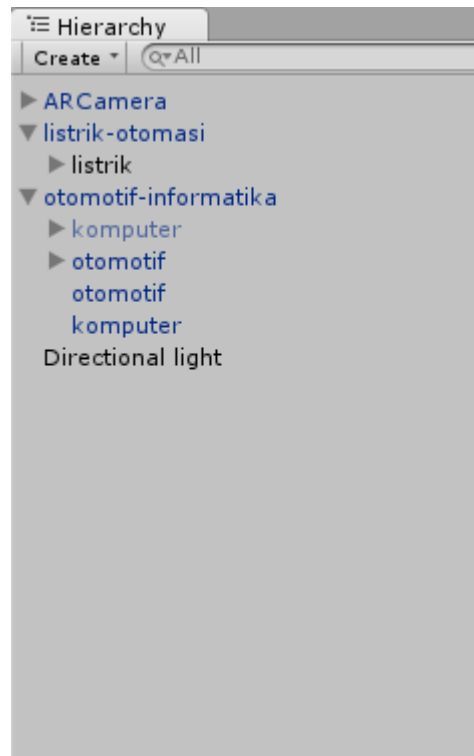 Hierarchy
Create All
ARCamera
listrik-otomasi
listrik
otomotif-informatika
komputer
otomotif
otomotif
komputer
Directional light